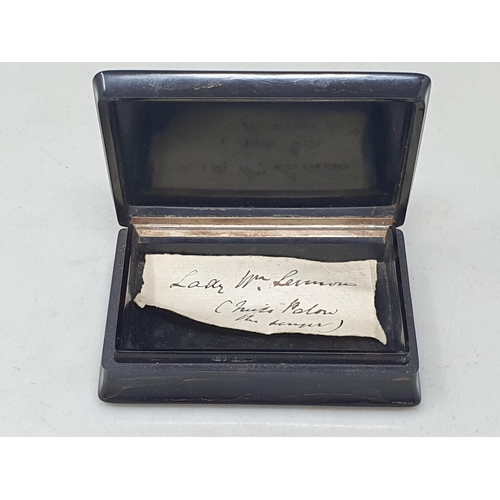 Lady Wm. Lennox
(Miss Paton
the singer)